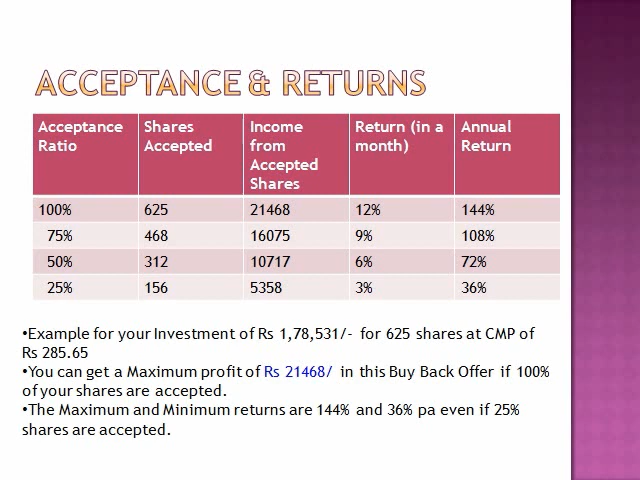 ACCEPTANCE & RETURNS
Acceptance Ratio | Shares Accepted | Income from Accepted Shares | Return (in a month) | Annual Return
100% | 625 | 21468 | 12% | 144%
75% | 468 | 16075 | 9% | 108%
50% | 312 | 10717 | 6% | 72%
25% | 156 | 5358 | 3% | 36%
•Example for your Investment of Rs 1,78,531/- for 625 shares at CMP of
Rs 285.65
•You can get a Maximum profit of Rs 21468/ in this Buy Back Offer if 100%
of your shares are accepted.
•The Maximum and Minimum returns are 144% and 36% pa even if 25%
shares are accepted.